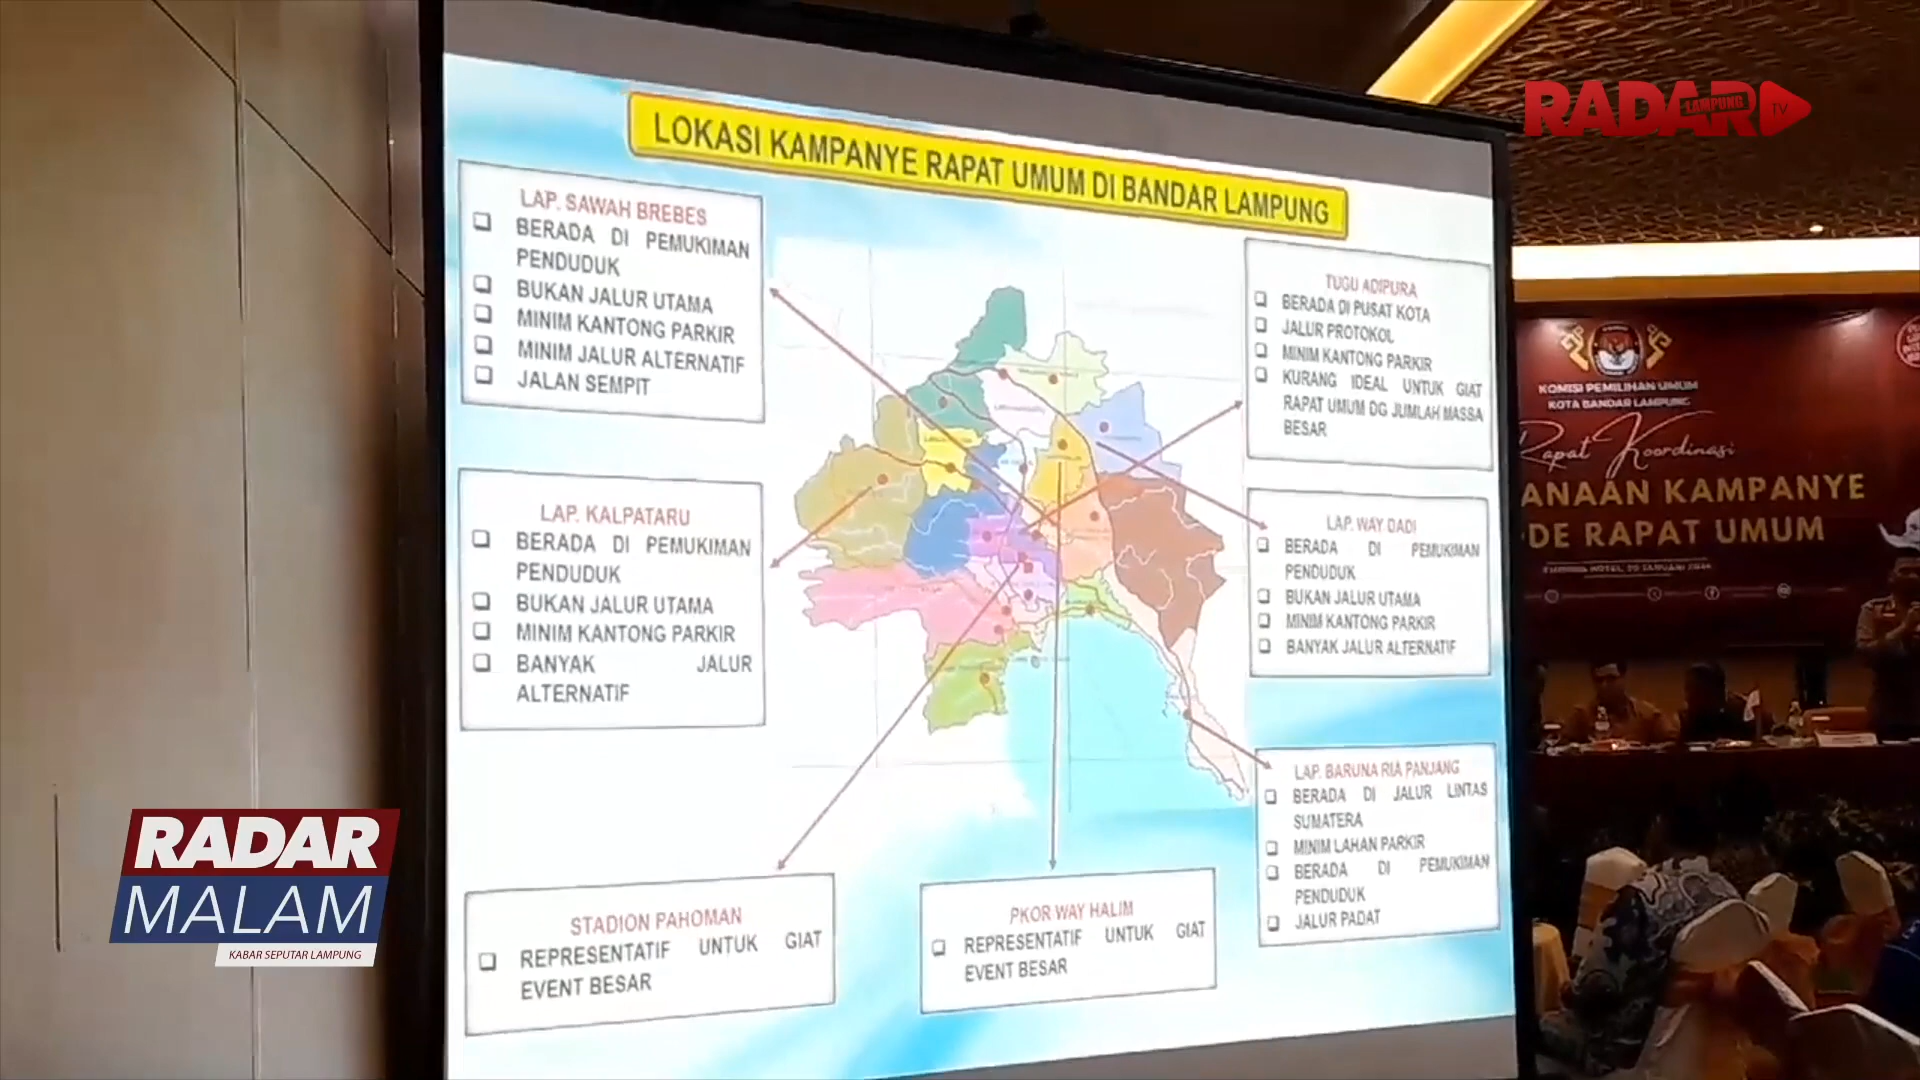 RADAR
LAMPUNG
TV
LOKASI KAMPANYE RAPAT UMUM DI BANDAR LAMPUNG
LAP. SAWAH BREBES
BERADA DI PEMUKIMAN
PENDUDUK
BUKAN JALUR UTAMA
MINIM KANTONG PARKIR
MINIM JALUR ALTERNATIF
JALAN SEMPIT
TUGU ADIPURA
BERADA DI PUSAT KOTA
JALUR PROTOKOL
MINIM KANTONG PARKIR
KURANG IDEAL UNTUK GIAT
RAPAT UMUM DG JUMLAH MASSA
BESAR
LAP. KALPATARU
BERADA DI PEMUKIMAN
PENDUDUK
BUKAN JALUR UTAMA
MINIM KANTONG PARKIR
BANYAK JALUR
ALTERNATIF
LAP. WAY DADI
BERADA DI PEMUKIMAN
PENDUDUK
BUKAN JALUR UTAMA
MINIM KANTONG PARKIR
BANYAK JALUR ALTERNATIF
LAP. BARUNA RIA PANJANG
BERADA DI JALUR LINTAS
SUMATERA
MINIM LAHAN PARKIR
BERADA DI PEMUKIMAN
PENDUDUK
JALUR PADAT
STADION PAHOMAN
REPRESENTATIF UNTUK GIAT
EVENT BESAR
PKOR WAY HALIM
REPRESENTATIF UNTUK GIAT
EVENT BESAR
KOMISI PEMILIHAN UMUM
KOTA BANDAR LAMPUNG
Rapat Koordinasi
ANAAN KAMPANYE
DE RAPAT UMUM
RADAR
MALAM
KABAR SEPUTAR LAMPUNG